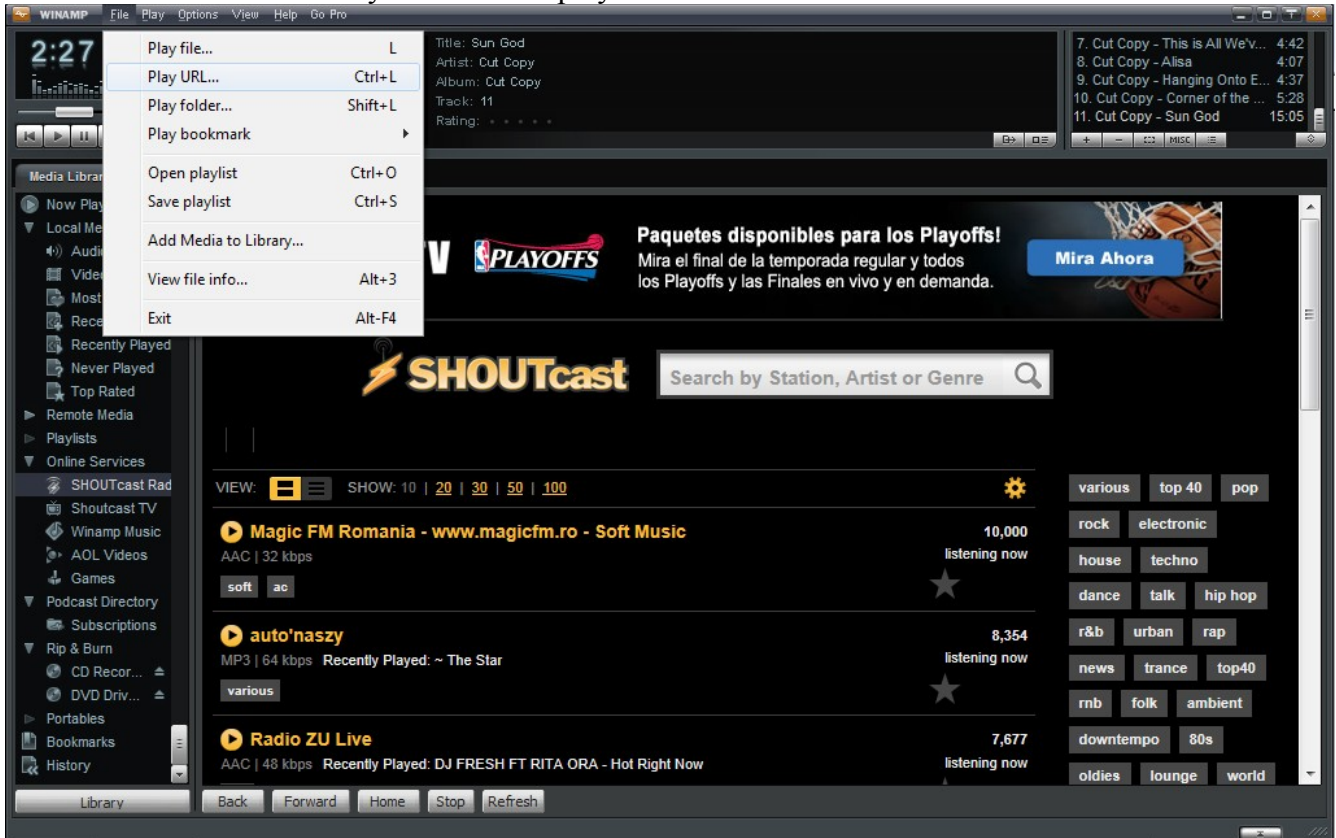 WINAMP File Play Options View Help Go Pro
2:27
Play file... L
Play URL... Ctrl+L
Play folder... Shift+L
Play bookmark
Open playlist Ctrl+O
Save playlist Ctrl+S
Add Media to Library...
View file info... Alt+3
Exit Alt-F4
Title: Sun God
Artist: Cut Copy
Album: Cut Copy
Track: 11
Rating:
7. Cut Copy - This is All We'v... 4:42
8. Cut Copy - Alisa 4:07
9. Cut Copy - Hanging Onto E... 4:37
10. Cut Copy - Corner of the ... 5:28
11. Cut Copy - Sun God 15:05
MISC
Media Librar
Now Play
Local Me
Audi
Vide
Most
Rece
Recently Played
Never Played
Top Rated
Remote Media
Playlists
Online Services
SHOUTcast Rad
Shoutcast TV
Winamp Music
AOL Videos
Games
Podcast Directory
Subscriptions
Rip & Burn
CD Recor...
DVD Driv...
Portables
Bookmarks
History
Library
V PLAYOFFS
Paquetes disponibles para los Playoffs!
Mira el final de la temporada regular y todos
los Playoffs y las Finales en vivo y en demanda.
Mira Ahora
SHOUTcast
Search by Station, Artist or Genre
VIEW: SHOW: 10 | 20 | 30 | 50 | 100
Magic FM Romania - www.magicfm.ro - Soft Music 10,000
AAC | 32 kbps listening now
soft ac
auto'naszy 8,354
MP3 | 64 kbps Recently Played: ~ The Star listening now
various
Radio ZU Live 7,677
AAC | 48 kbps Recently Played: DJ FRESH FT RITA ORA - Hot Right Now listening now
various top 40 pop
rock electronic
house techno
dance talk hip hop
r&b urban rap
news trance top40
rnb folk ambient
downtempo 80s
oldies lounge world
Back Forward Home Stop Refresh